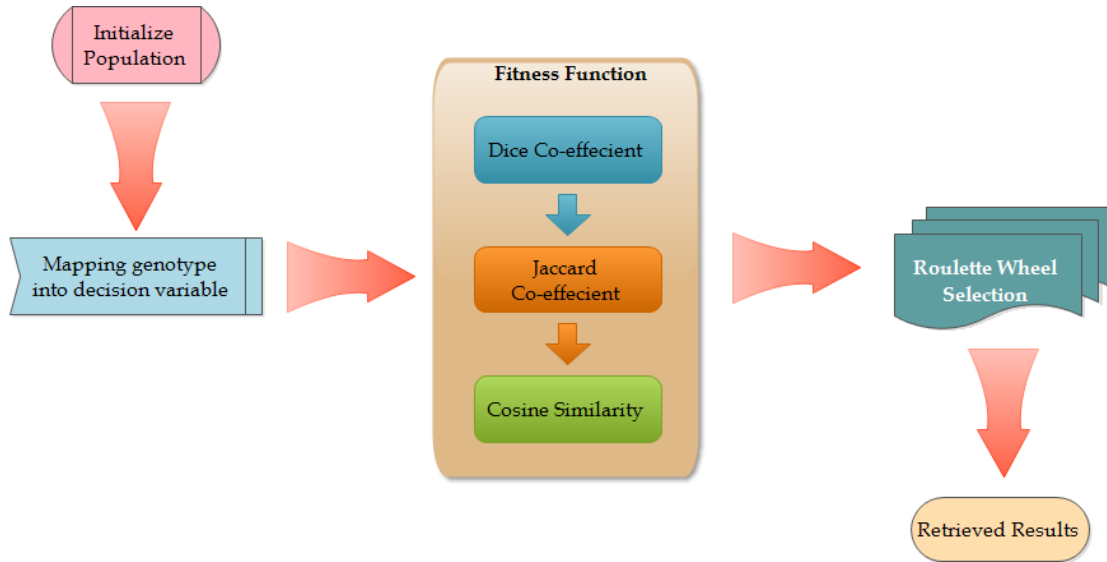 Initialize
Population
Mapping genotype
into decision variable
Fitness Function
Dice Co-effecient
Jaccard
Co-effecient
Cosine Similarity
Roulette Wheel
Selection
Retrieved Results